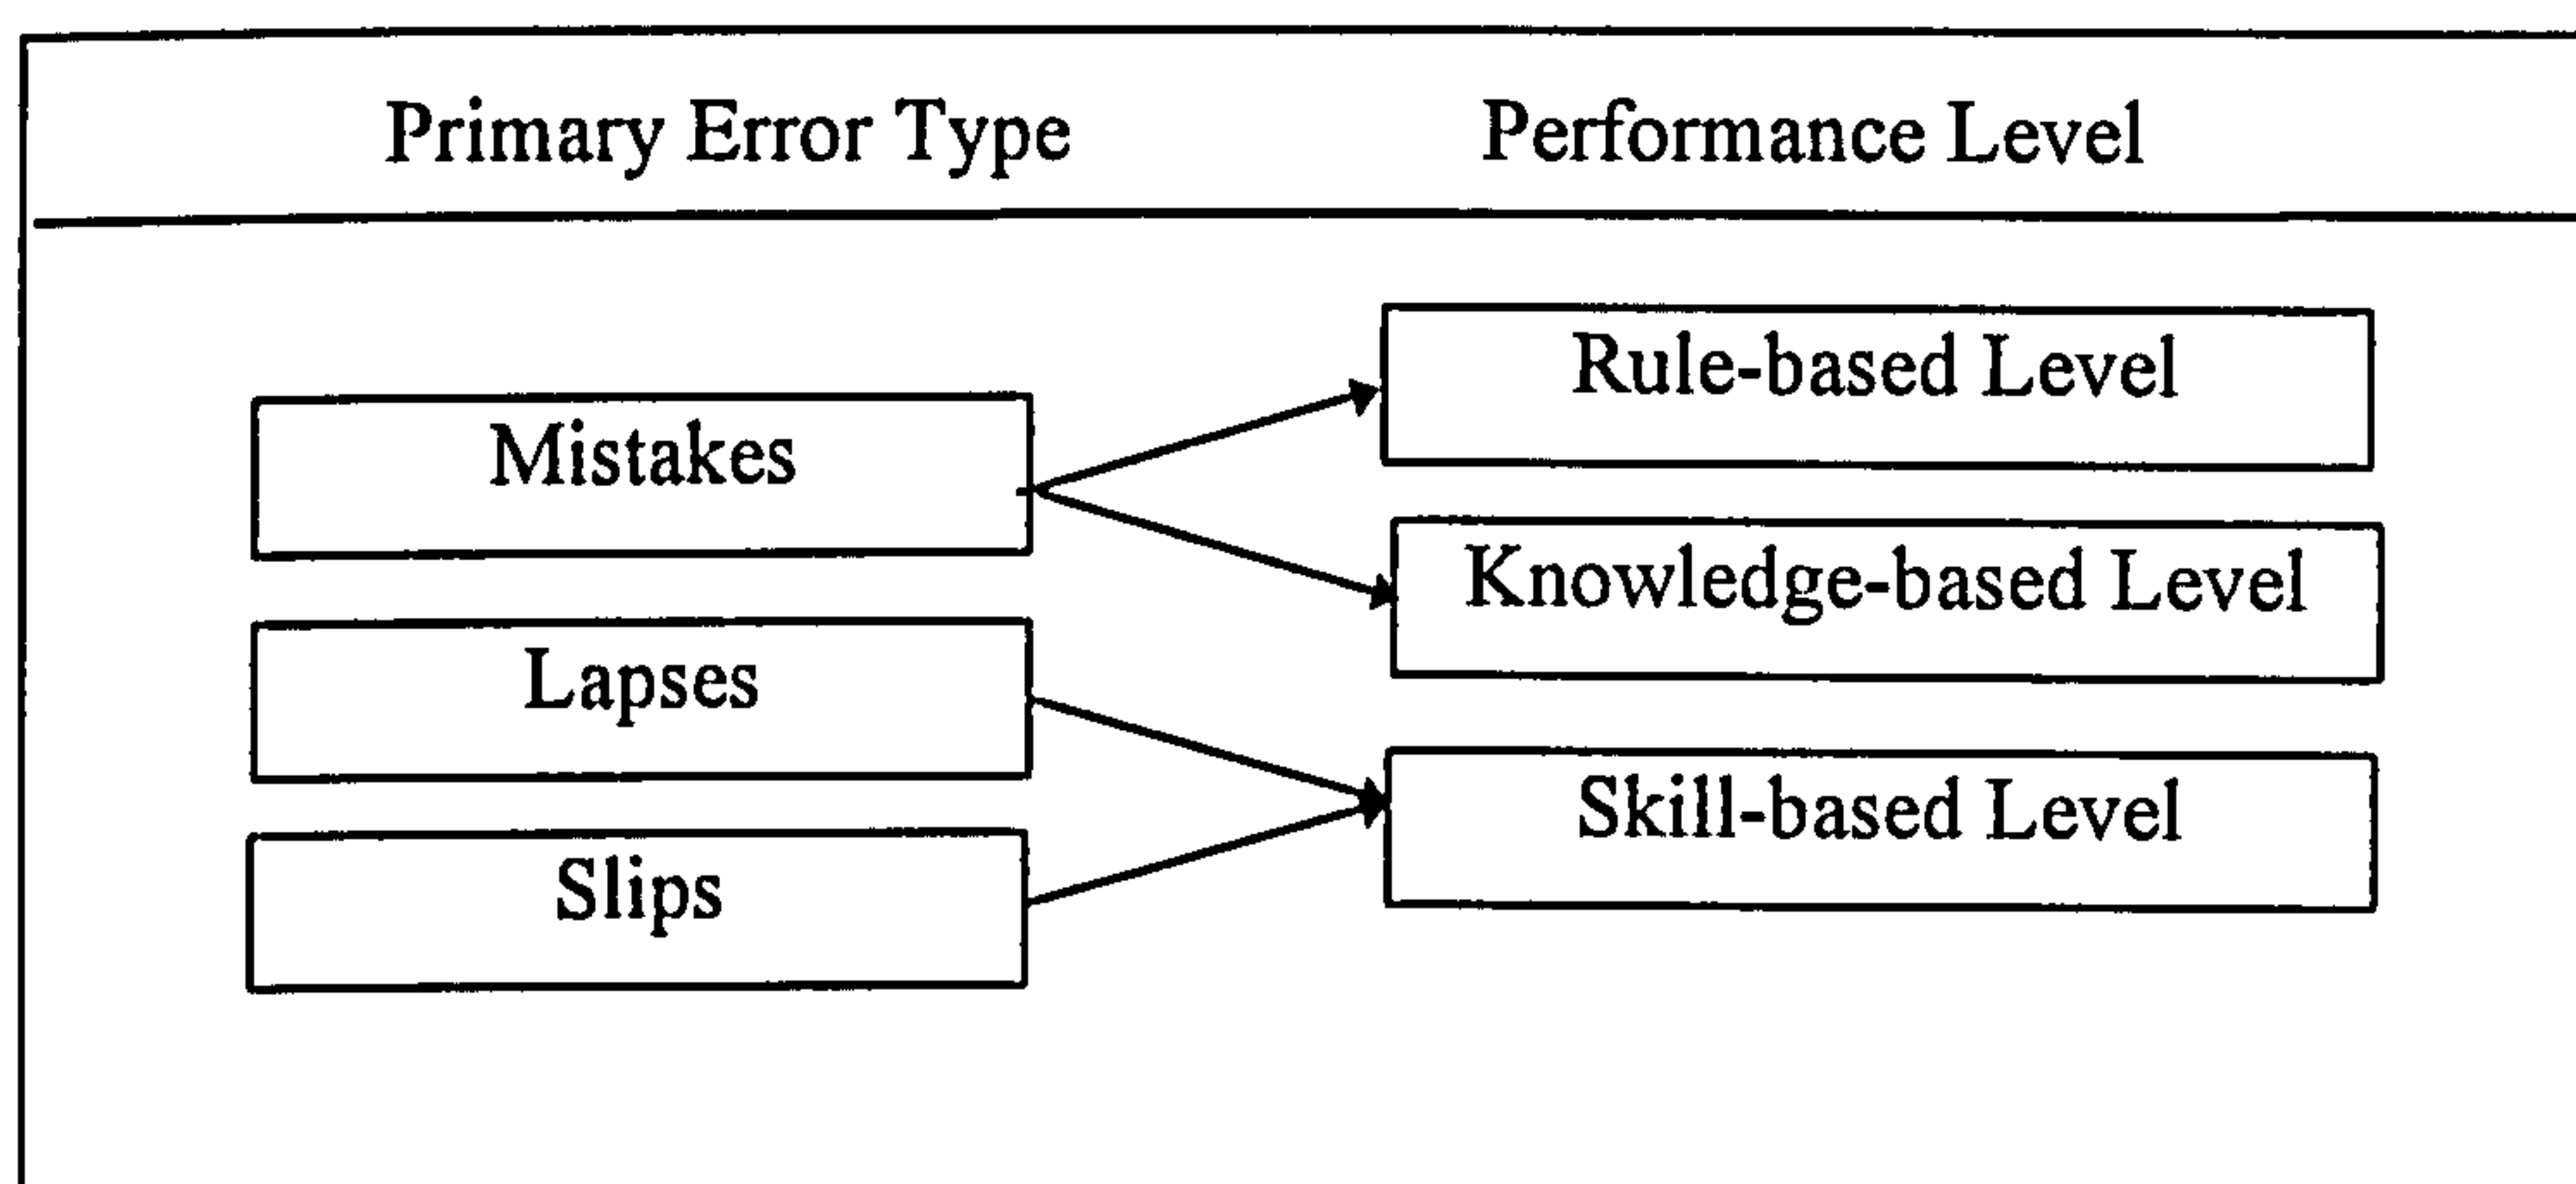 Primary Error Type Performance Level
Rule-based Level
Mistakes
Knowledge-based Level
Lapses
Skill-based Level
Slips